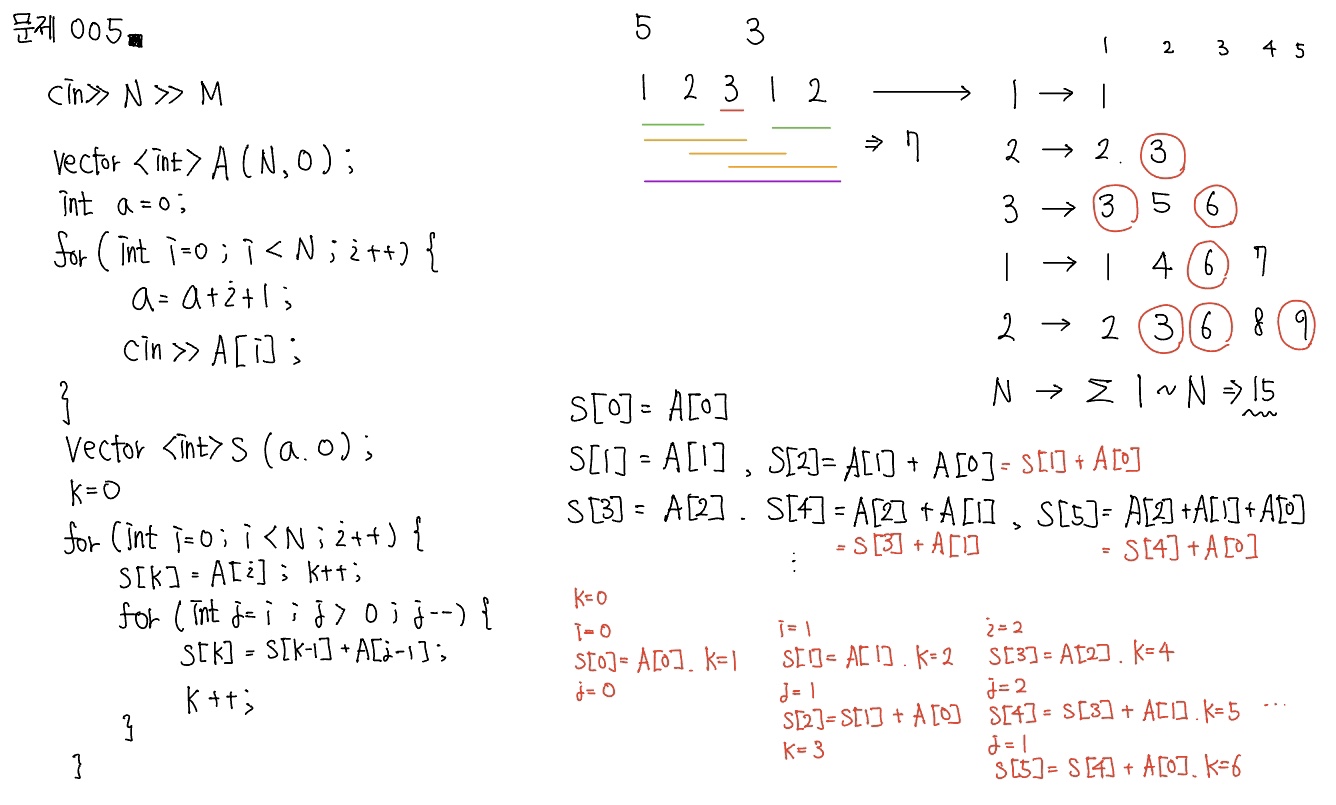 문제 005.
cin>> N >> M
vector <int> A (N,0) ;
int a=0 ;
for ( int i=0 ; i < N ; i++) {
a = a+i+1 ;
cin >> A[i] ;
}
vector <int> S (a.0) ;
k=0
for (int i=0 ; i <N ; i++) {
S[k] = A[i] ; k++;
for ( int j=i ; j > 0 ; j--) {
S[k] = S[k-1] + A[j-1] ;
k++;
}
}
5 3
1 2 3 1 2
⇒ 7
1 2 3 4 5
1 → 1
2 → 2. 3
3 → 3 5 6
1 → 1 4 6 7
2 → 2 3 6 8 9
N → Σ 1 ~ N ⇒ 15
S[0] = A[0]
S[1] = A[1] , S[2]= A[1] + A[0] = S[1] + A[0]
S[3] = A[2] . S[4] = A[2] + A[1] , S[5]= A[2]+A[1]+A[0]
= S[3] + A[1] = S[4] + A[0]
⋮
k=0
i=0
S[0]= A[0]. k=1
j=0
i=1
S[1]= A[1] . k=2
j=1
S[2]=S[1] + A[0]
k=3
i=2
S[3]=A[2] . k=4
j=2
S[4] = S[3] + A[1]. k=5 ...
j=1
S[5]= S[4] + A[0]. k=6